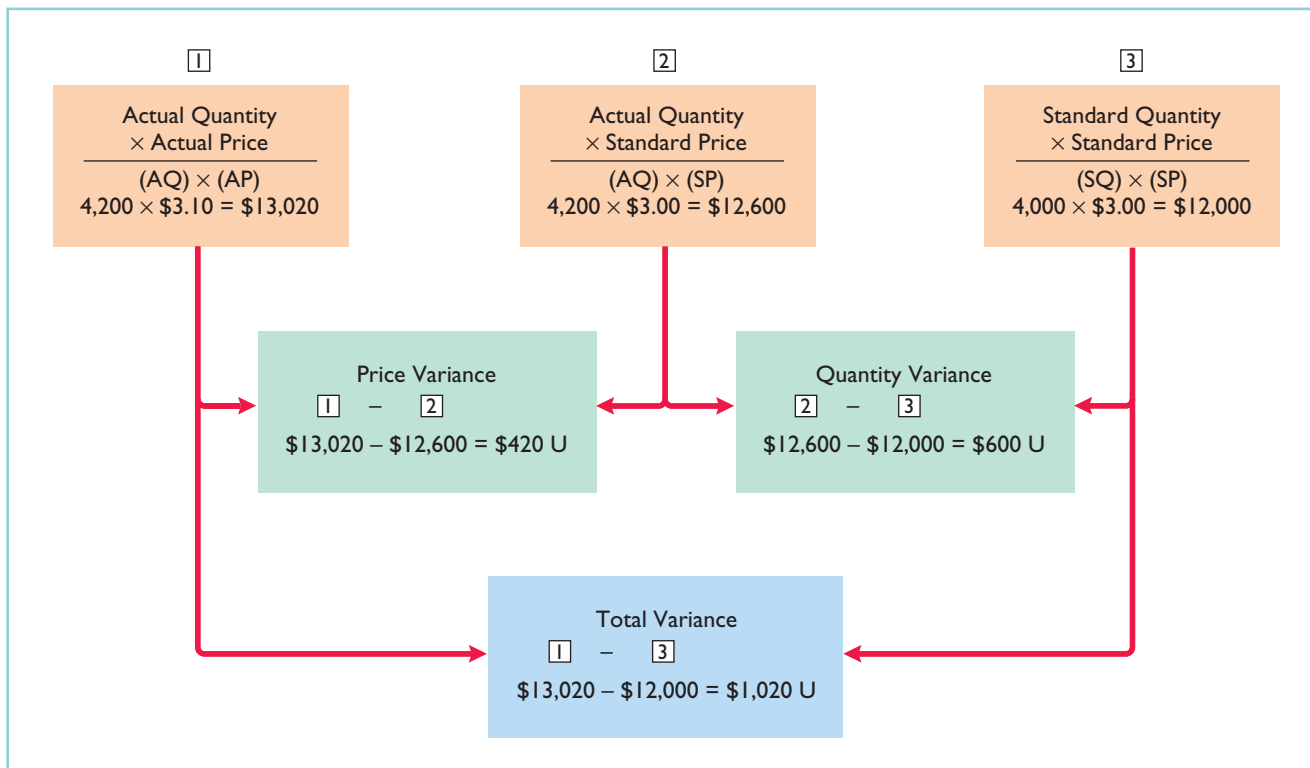 1
Actual Quantity
× Actual Price
(AQ) × (AP)
4,200 × $3.10 = $13,020
2
Actual Quantity
× Standard Price
(AQ) × (SP)
4,200 × $3.00 = $12,600
3
Standard Quantity
× Standard Price
(SQ) × (SP)
4,000 × $3.00 = $12,000
Price Variance
1 – 2
$13,020 – $12,600 = $420 U
Quantity Variance
2 – 3
$12,600 – $12,000 = $600 U
Total Variance
1 – 3
$13,020 – $12,000 = $1,020 U